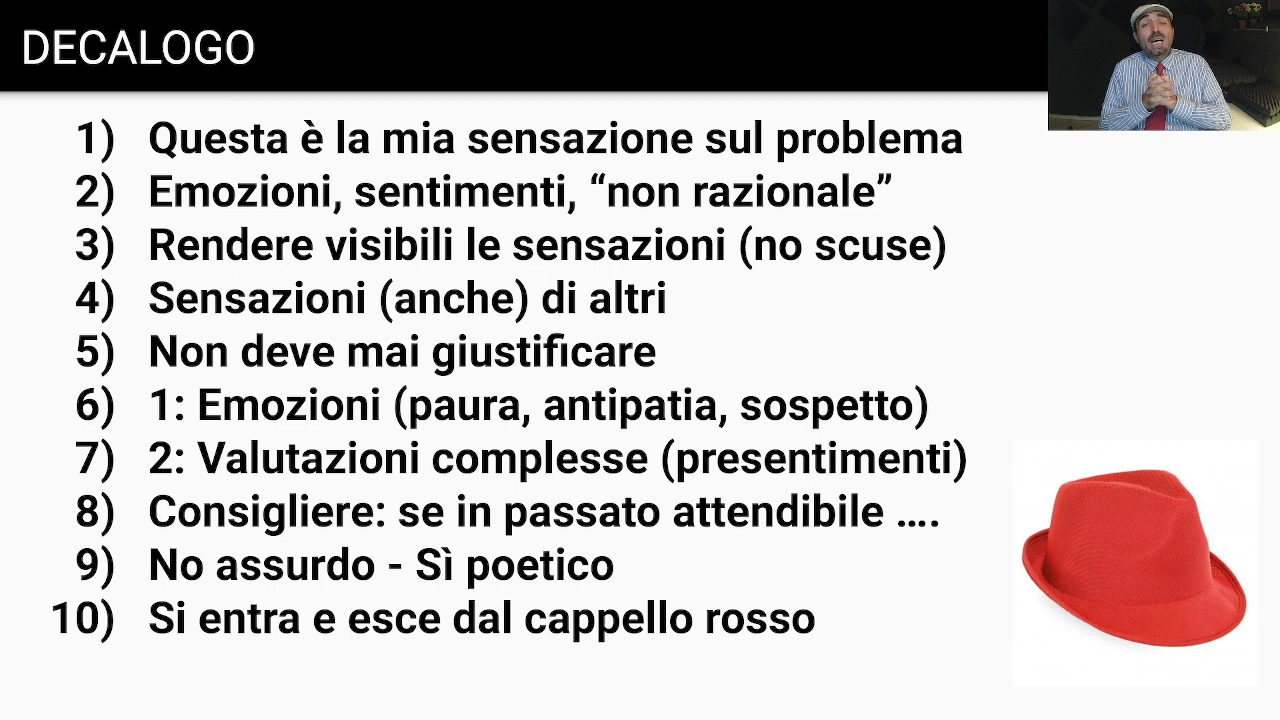 DECALOGO
1) Questa è la mia sensazione sul problema
2) Emozioni, sentimenti, “non razionale”
3) Rendere visibili le sensazioni (no scuse)
4) Sensazioni (anche) di altri
5) Non deve mai giustificare
6) 1: Emozioni (paura, antipatia, sospetto)
7) 2: Valutazioni complesse (presentimenti)
8) Consigliere: se in passato attendibile ....
9) No assurdo - Sì poetico
10) Si entra e esce dal cappello rosso